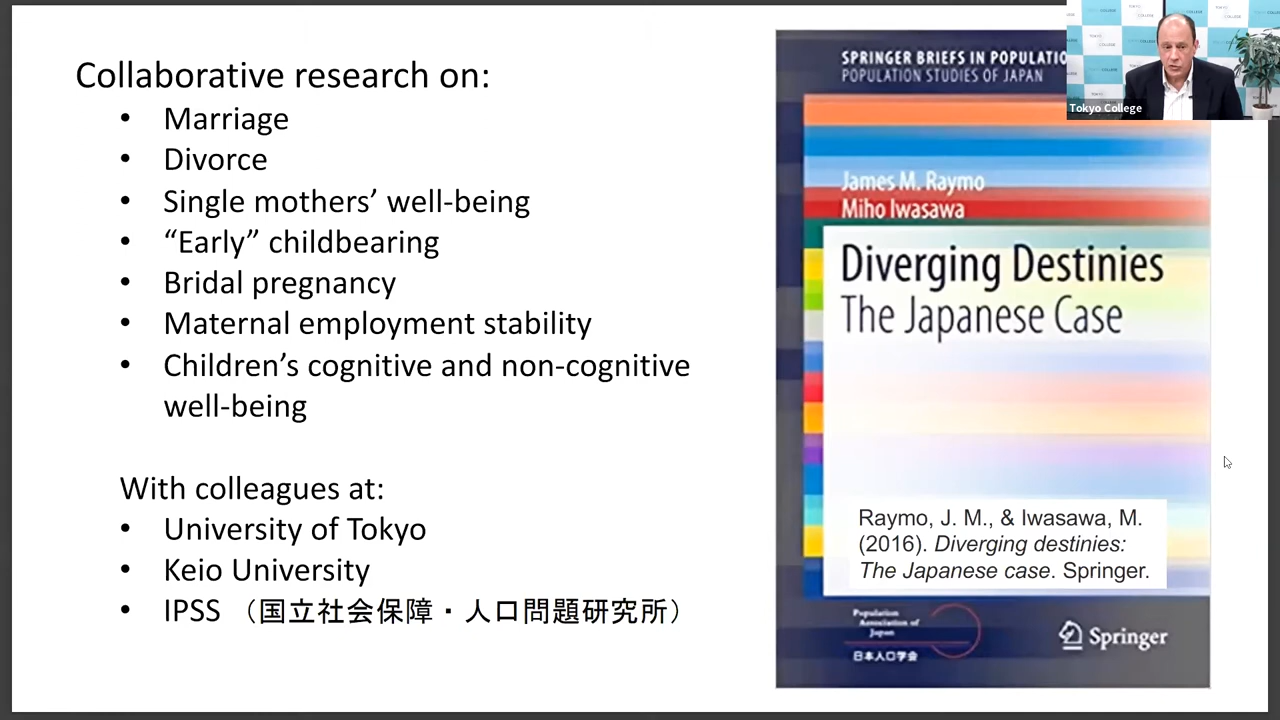 Collaborative research on:
• Marriage
• Divorce
• Single mothers’ well-being
• “Early” childbearing
• Bridal pregnancy
• Maternal employment stability
• Children’s cognitive and non-cognitive
well-being
With colleagues at:
• University of Tokyo
• Keio University
• IPSS （国立社会保障・人口問題研究所）
SPRINGER BRIEFS IN POPULATIO
POPULATION STUDIES OF JAPAN
James M. Raymo
Miho Iwasawa
Diverging Destinies
The Japanese Case
Raymo, J. M., & Iwasawa, M.
(2016). Diverging destinies:
The Japanese case. Springer.
Population
Association of
Japan
日本人口学会
Springer
Tokyo College